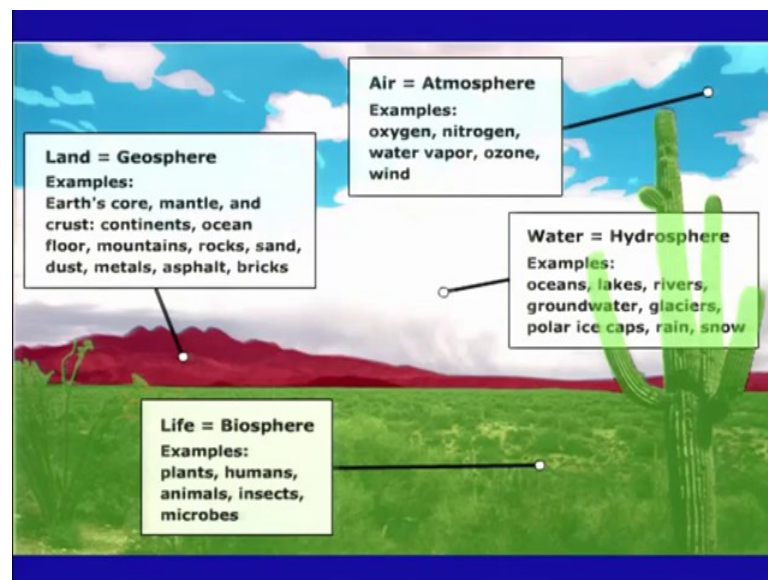 Air = Atmosphere
Examples:
oxygen, nitrogen,
water vapor, ozone,
wind
Land = Geosphere
Examples:
Earth's core, mantle, and
crust: continents, ocean
floor, mountains, rocks, sand,
dust, metals, asphalt, bricks
Water = Hydrosphere
Examples:
oceans, lakes, rivers,
groundwater, glaciers,
polar ice caps, rain, snow
Life = Biosphere
Examples:
plants, humans,
animals, insects,
microbes